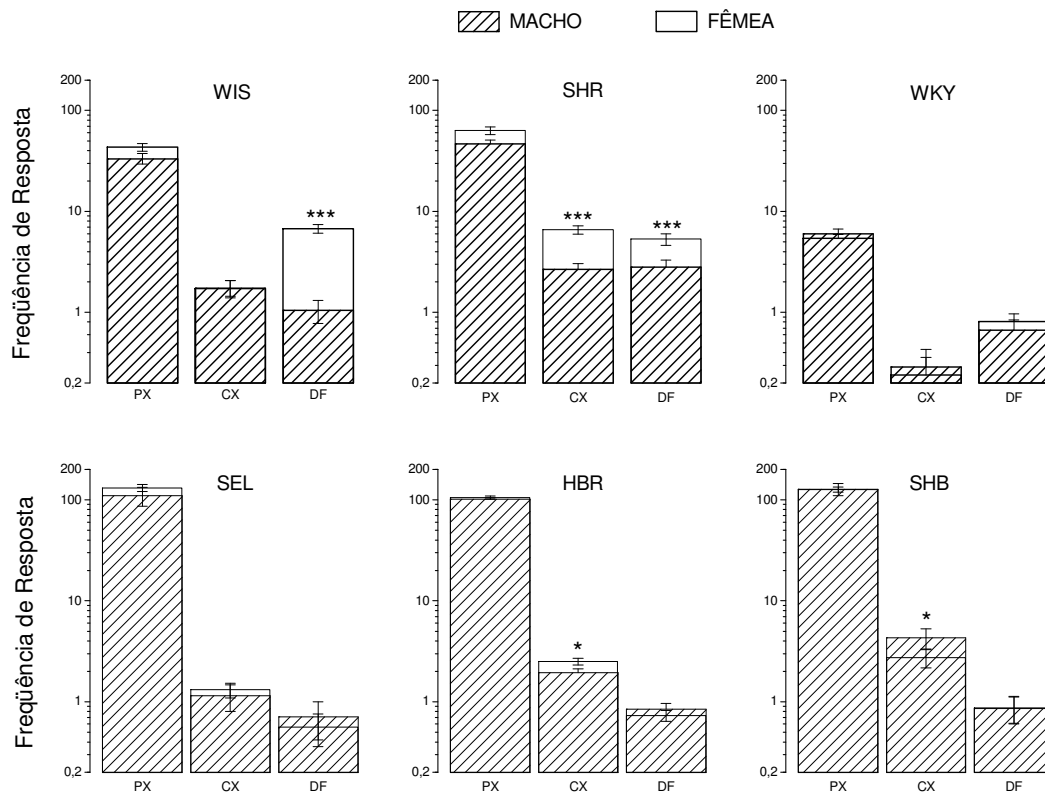 MACHO FÊMEA
WIS
SHR
WKY
Freqüência de Resposta
200
100
10
1
0,2
***
PX CX DF
200
100
10
1
0,2
***
***
PX CX DF
200
100
10
1
0,2
PX CX DF
SEL
HBR
SHB
Freqüência de Resposta
200
100
10
1
0,2
PX CX DF
200
100
10
1
0,2
*
PX CX DF
200
100
10
1
0,2
*
PX CX DF